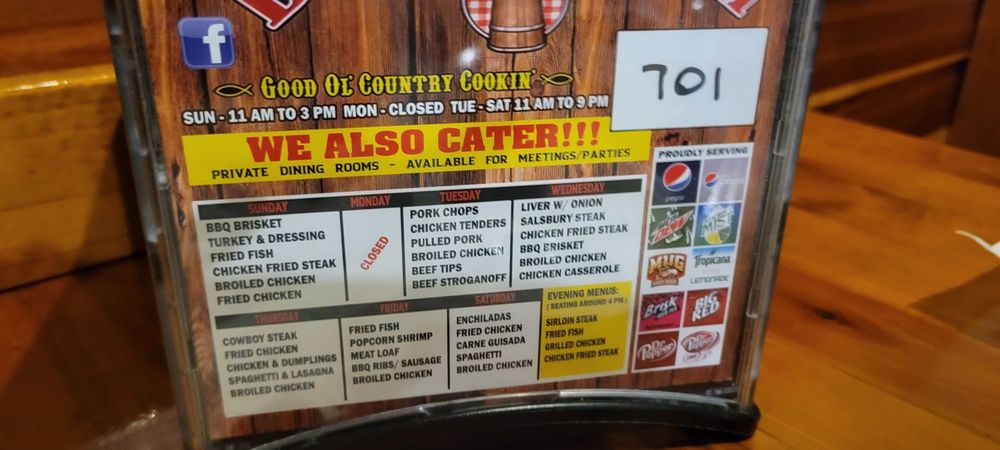 f
GOOD OL' COUNTRY COOKIN'
SUN - 11 AM TO 3 PM MON - CLOSED TUE - SAT 11 AM TO 9 PM
701
WE ALSO CATER!!!
PRIVATE DINING ROOMS - AVAILABLE FOR MEETINGS/PARTIES
SUNDAY
BBQ BRISKET
TURKEY & DRESSING
FRIED FISH
CHICKEN FRIED STEAK
BROILED CHICKEN
FRIED CHICKEN
MONDAY
CLOSED
TUESDAY
PORK CHOPS
CHICKEN TENDERS
PULLED PORK
BROILED CHICKEN
BEEF TIPS
BEEF STROGANOFF
WEDNESDAY
LIVER W/ ONION
SALSBURY STEAK
CHICKEN FRIED STEAK
BBQ BRISKET
BROILED CHICKEN
CHICKEN CASSEROLE
THURSDAY
COWBOY STEAK
FRIED CHICKEN
CHICKEN & DUMPLINGS
SPAGHETTI & LASAGNA
BROILED CHICKEN
FRIDAY
FRIED FISH
POPCORN SHRIMP
MEAT LOAF
BBQ RIBS/ SAUSAGE
BROILED CHICKEN
SATURDAY
ENCHILADAS
FRIED CHICKEN
CARNE GUISADA
SPAGHETTI
BROILED CHICKEN
EVENING MENUS:
(SEATING AROUND 4 PM)
SIRLOIN STEAK
FRIED FISH
GRILLED CHICKEN
CHICKEN FRIED STEAK
PROUDLY SERVING
pepsi
DEW
MIST
MUG
Tropicana
LEMONADE
BRISK
BIG RED
Dr Pepper
Dr Pepper